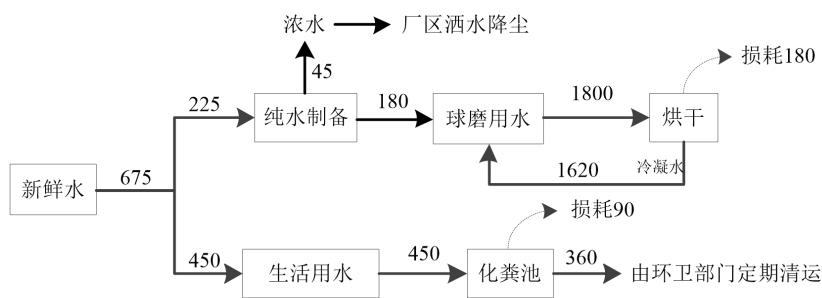 浓水
厂区洒水降尘
45
损耗180
225
纯水制备
180
球磨用水
1800
烘干
1620
冷凝水
新鲜水
675
损耗90
450
生活用水
450
化粪池
360
由环卫部门定期清运